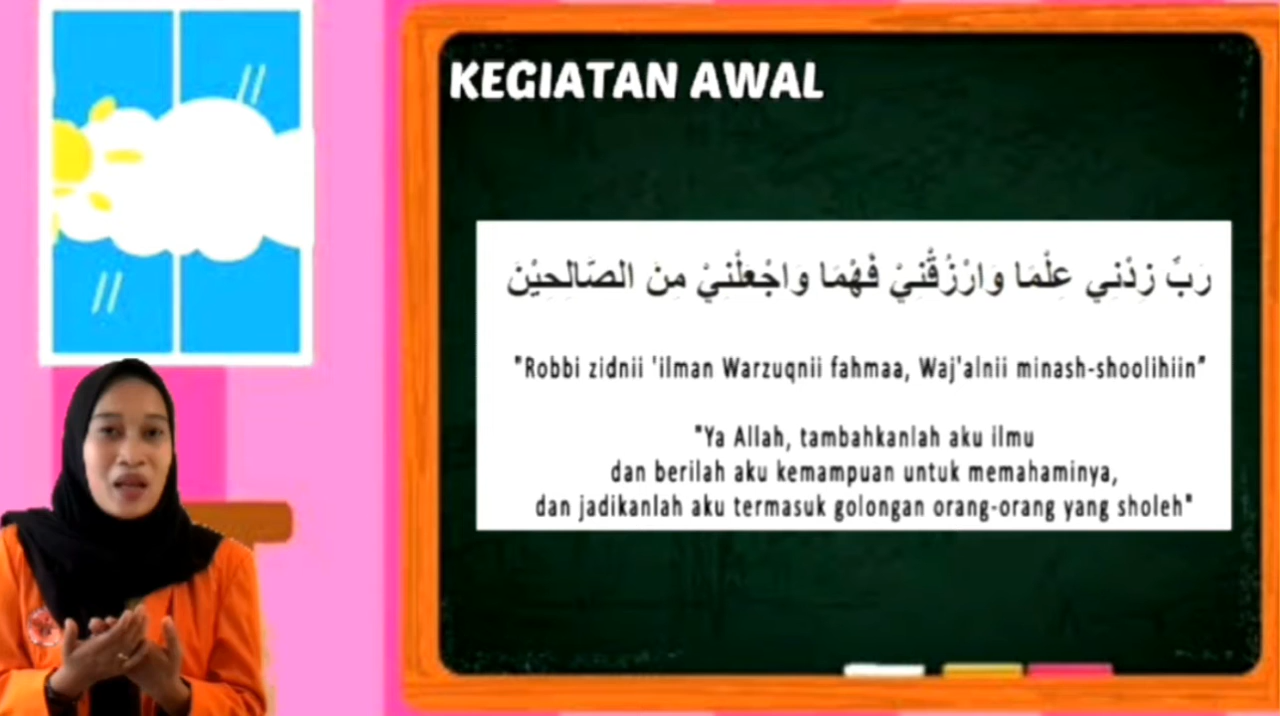 KEGIATAN AWAL
رَبِّ زِدْنِي عِلْمَا وَارْزُقْنِيْ فَهْمَا وَاجْعَلْنِيْ مِنَ الصَّالِحِيْنَ
"Robbi zidnii 'ilman Warzuqnii fahmaa, Waj'alnii minash-shoolihiin"
"Ya Allah, tambahkanlah aku ilmu
dan berilah aku kemampuan untuk memahaminya,
dan jadikanlah aku termasuk golongan orang-orang yang sholeh"